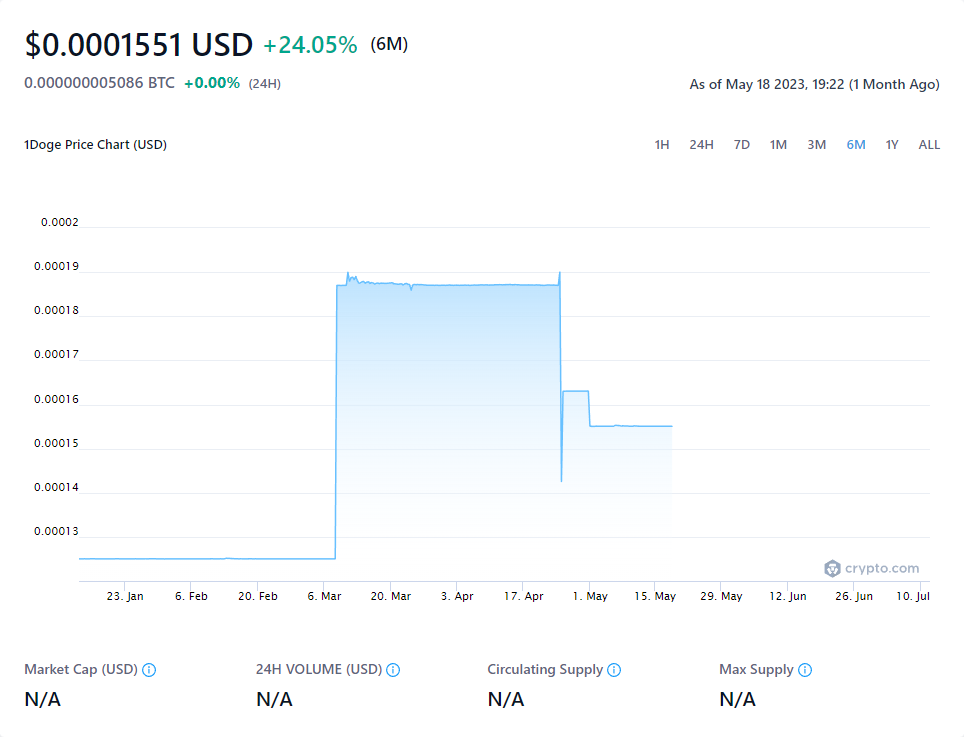 $0.0001551 USD +24.05% (6M)
0.000000005086 BTC +0.00% (24H)
As of May 18 2023, 19:22 (1 Month Ago)
1Doge Price Chart (USD)
1H 24H 7D 1M 3M 6M 1Y ALL
0.0002
0.00019
0.00018
0.00017
0.00016
0.00015
0.00014
0.00013
crypto.com
23. Jan 6. Feb 20. Feb 6. Mar 20. Mar 3. Apr 17. Apr 1. May 15. May 29. May 12. Jun 26. Jun 10. Jul
Market Cap (USD) 24H VOLUME (USD) Circulating Supply Max Supply
N/A N/A N/A N/A